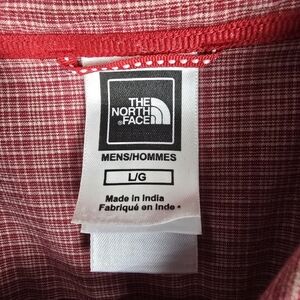 THE
NORTH
FACE
MENS/HOMMES
L/G
Made in India
Fabriqué en Inde